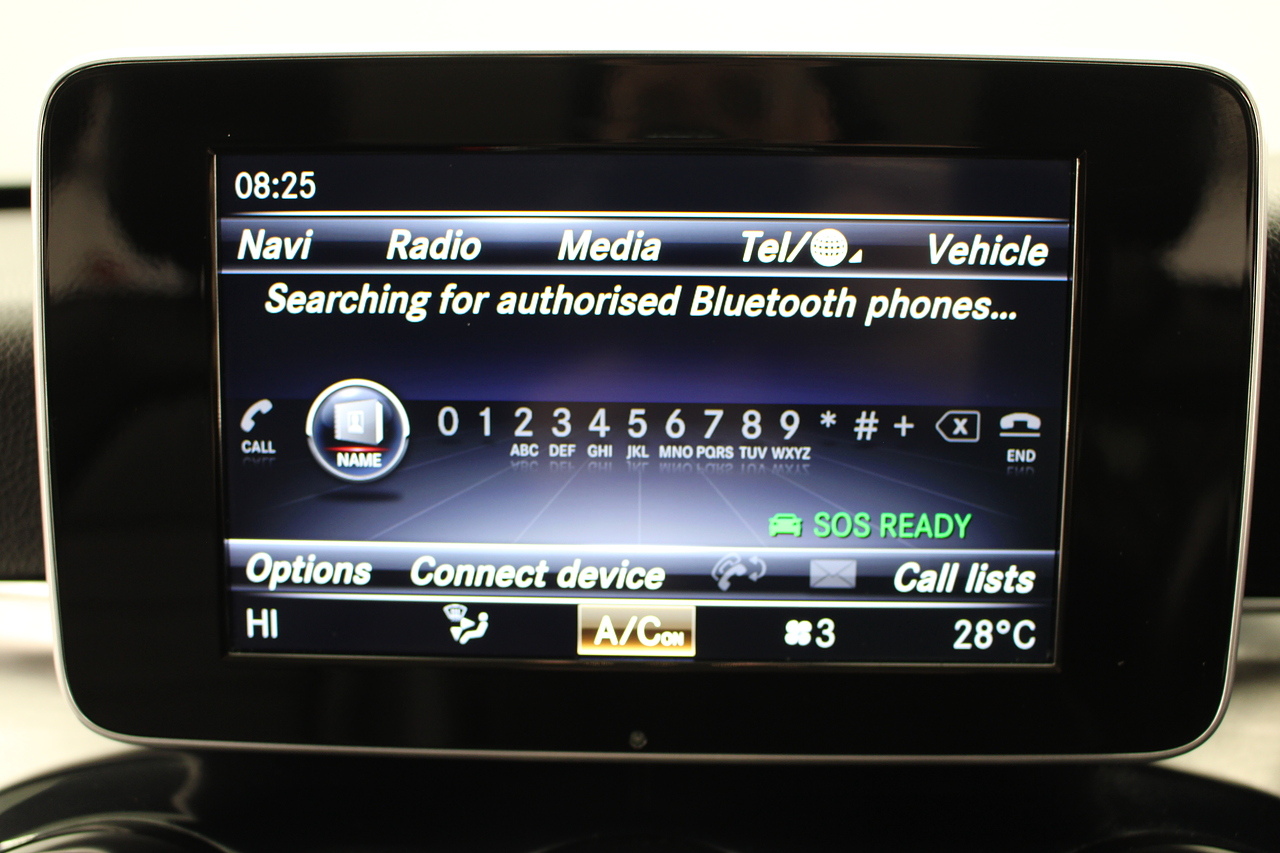 08:25
Navi Radio Media Tel/ Vehicle
Searching for authorised Bluetooth phones...
CALL NAME 0 1 2 3 4 5 6 7 8 9 * # + X END
ABC DEF GHI JKL MNO PQRS TUV WXYZ
SOS READY
Options Connect device Call lists
HI A/C ON 3 28°C